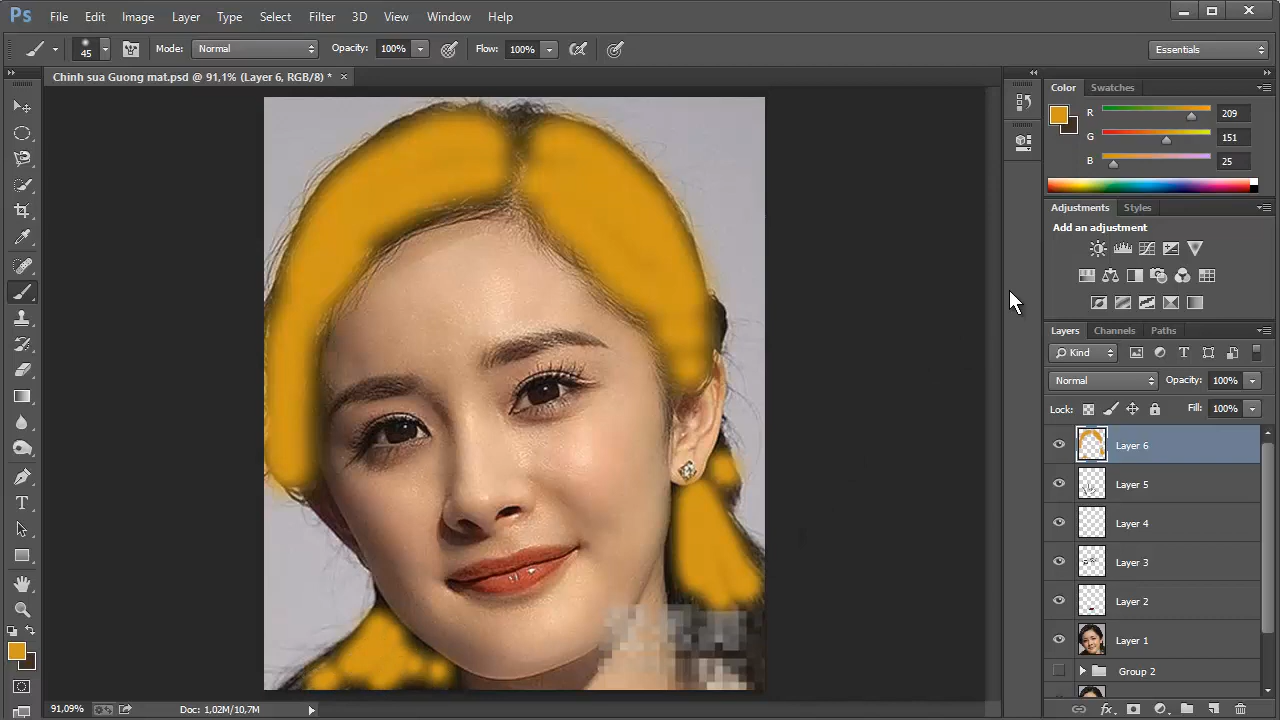 Ps File Edit Image Layer Type Select Filter 3D View Window Help
45 Mode: Normal Opacity: 100% Flow: 100% Essentials
Chinh sua Guong mat.psd @ 91,1% (Layer 6, RGB/8) * ×
Color Swatches
R 209
G 151
B 25
Adjustments Styles
Add an adjustment
Layers Channels Paths
Kind T
Normal Opacity: 100%
Lock: Fill: 100%
Layer 6
Layer 5
Layer 4
Layer 3
Layer 2
Layer 1
Group 2
91,09% Doc: 1,02M/10,7M